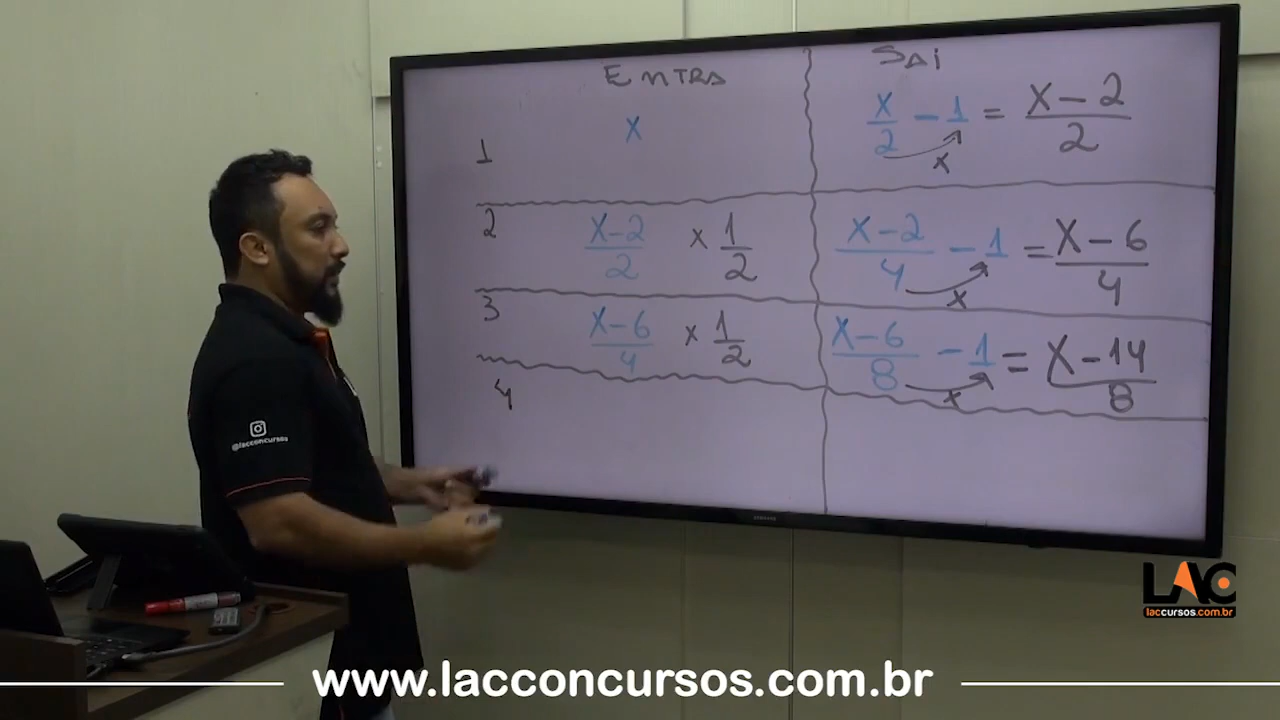 ENTRA SAI
1 x x/2 - 1 = x-2/2
x
2 x-2/2 x 1/2 x-2/4 - 1 = x-6/4
x
3 x-6/4 x 1/2 x-6/8 - 1 = x-14/8
x
4
@lacconcursos
LAC
laccursos.com.br
www.lacconcursos.com.br